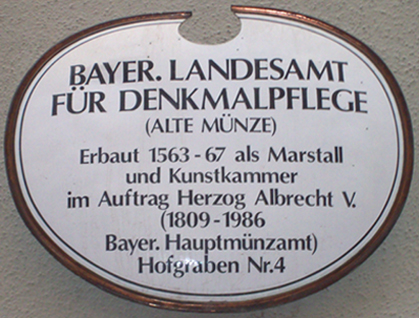 BAYER. LANDESAMT
FÜR DENKMALPFLEGE
(ALTE MÜNZE)
Erbaut 1563-67 als Marstall
und Kunstkammer
im Auftrag Herzog Albrecht V.
(1809-1986
Bayer. Hauptmünzamt)
Hofgraben Nr.4